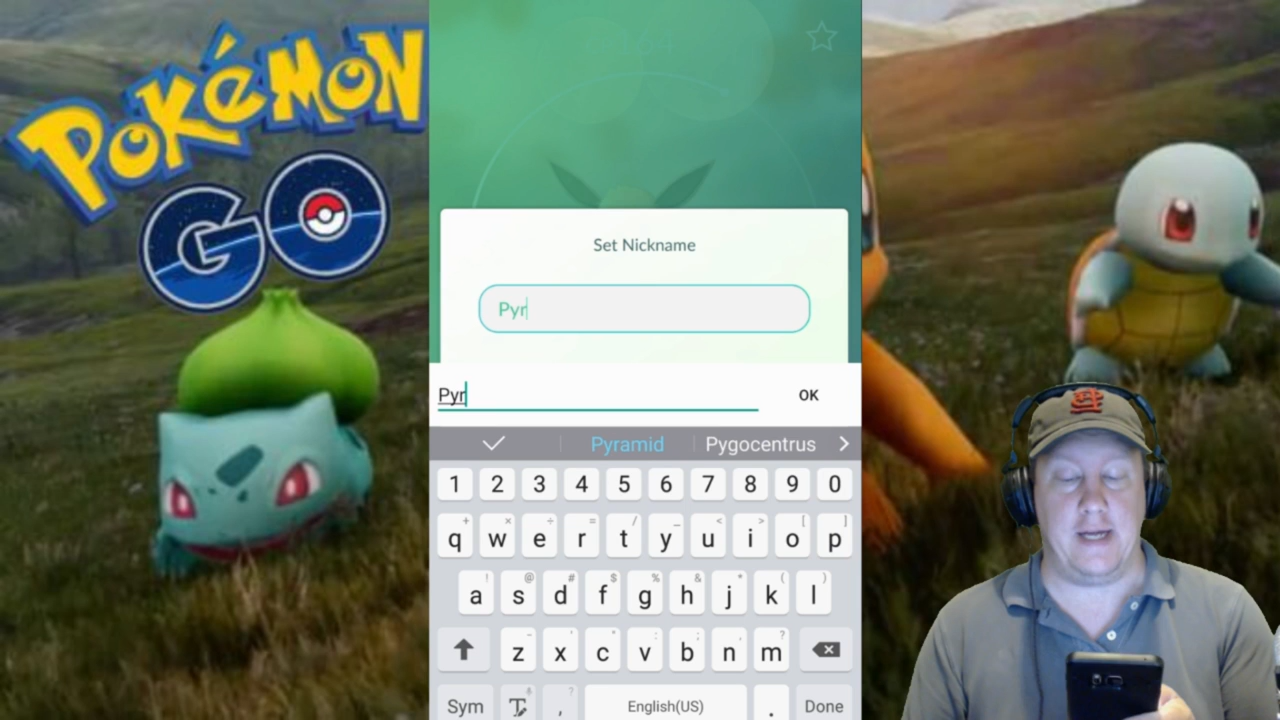 POKéMON
GO
Set Nickname
Pyr
Pyr
OK
Pyramid
Pygocentrus
1 2 3 4 5 6 7 8 9 0
q w e r t y u i o p
a s d f g h j k l
z x c v b n m
Sym , English(US) . Done